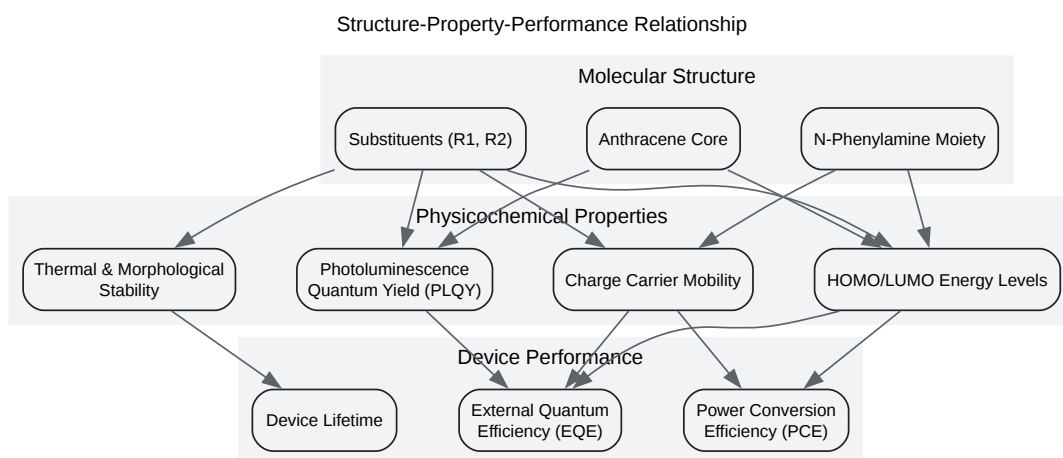 Structure-Property-Performance Relationship
Molecular Structure
Substituents (R1, R2)
Anthracene Core
N-Phenylamine Moiety
Physicochemical Properties
Thermal & Morphological
Stability
Photoluminescence
Quantum Yield (PLQY)
Charge Carrier Mobility
HOMO/LUMO Energy Levels
Device Performance
Device Lifetime
External Quantum
Efficiency (EQE)
Power Conversion
Efficiency (PCE)